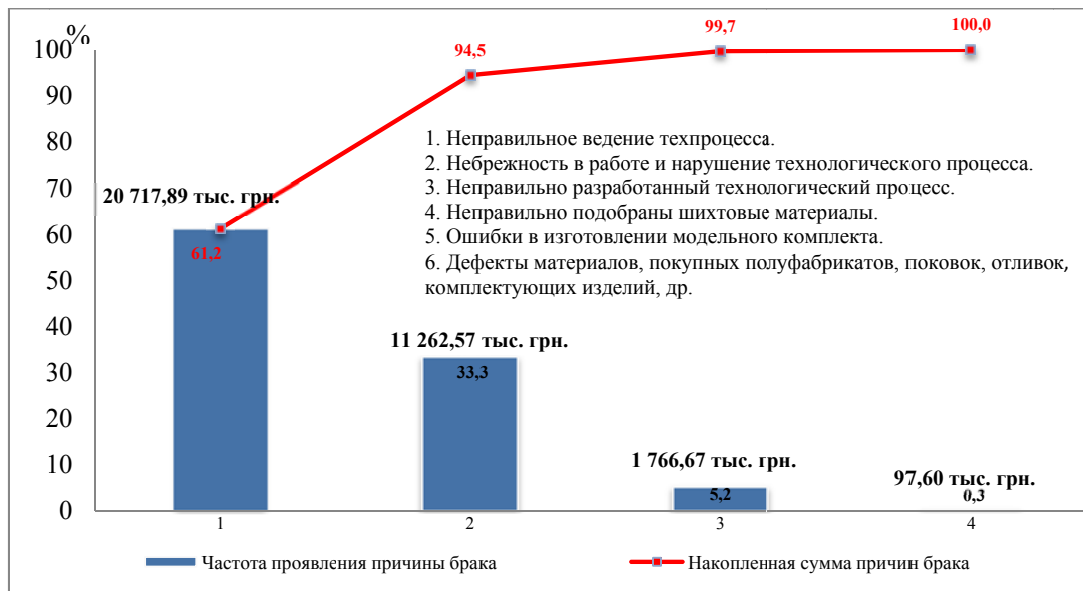 %
100
90
80
70
60
50
40
30
20
10
0
94,5
99,7
100,0
1. Неправильное ведение техпроцесса.
2. Небрежность в работе и нарушение технологического процесса.
3. Неправильно разработанный технологический процесс.
4. Неправильно подобраны шихтовые материалы.
5. Ошибки в изготовлении модельного комплекта.
6. Дефекты материалов, покупных полуфабрикатов, поковок, отливок,
комплектующих изделий, др.
20 717,89 тыс. грн.
61,2
11 262,57 тыс. грн.
33,3
1 766,67 тыс. грн.
5,2
97,60 тыс. грн.
0,3
1 2 3 4
Частота проявления причины брака
Накопленная сумма причин брака